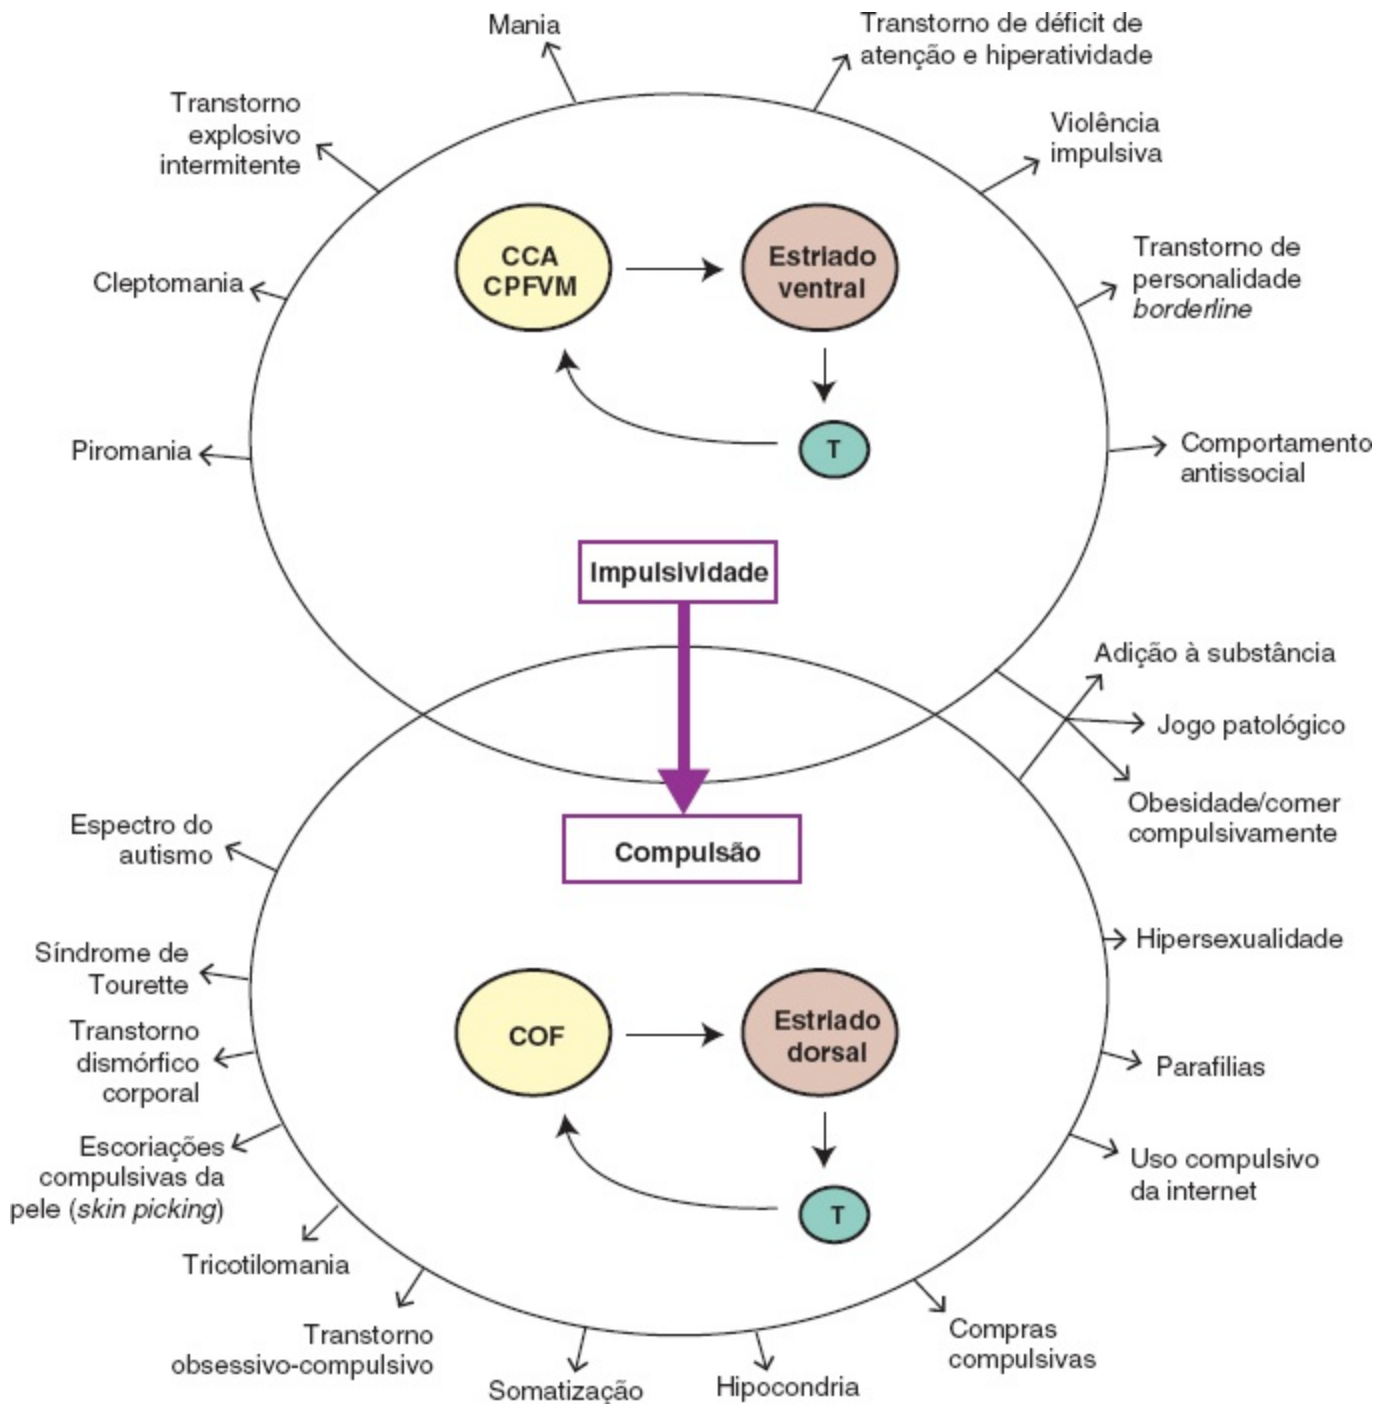 Mania
Transtorno de déficit de
atenção e hiperatividade
Transtorno
explosivo
intermitente
Violência
impulsiva
Cleptomania
Transtorno de
personalidade
borderline
Piromania
Comportamento
antissocial
CCA
CPFVM
Estriado
ventral
T
Impulsividade
Adição à substância
Jogo patológico
Obesidade/comer
compulsivamente
Compulsão
Espectro do
autismo
Hipersexualidade
Síndrome de
Tourette
COF
Estriado
dorsal
T
Transtorno
dismórfico
corporal
Parafilias
Escoriações
compulsivas da
pele (skin picking)
Uso compulsivo
da internet
Tricotilomania
Transtorno
obsessivo-compulsivo
Somatização
Hipocondria
Compras
compulsivas